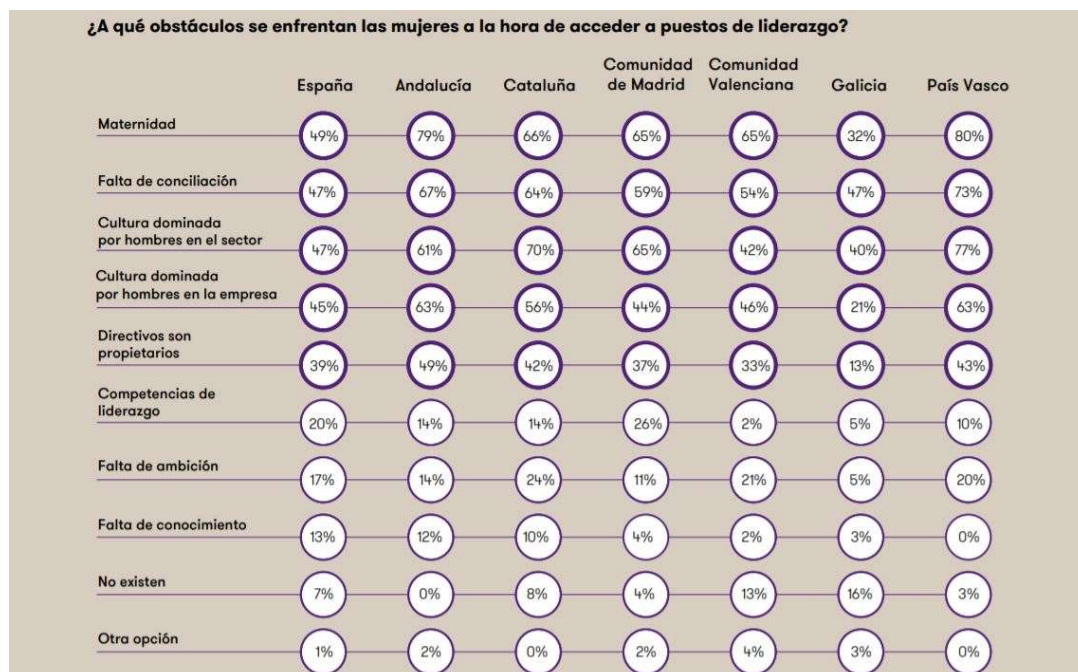 ¿A qué obstáculos se enfrentan las mujeres a la hora de acceder a puestos de liderazgo?
España Andalucía Cataluña Comunidad de Madrid Comunidad Valenciana Galicia País Vasco
Maternidad 49% 79% 66% 65% 65% 32% 80%
Falta de conciliación 47% 67% 64% 59% 54% 47% 73%
Cultura dominada
por hombres en el sector 47% 61% 70% 65% 42% 40% 77%
Cultura dominada
por hombres en la empresa 45% 63% 56% 44% 46% 21% 63%
Directivos son
propietarios 39% 49% 42% 37% 33% 13% 43%
Competencias de
liderazgo 20% 14% 14% 26% 2% 5% 10%
Falta de ambición 17% 14% 24% 11% 21% 5% 20%
Falta de conocimiento 13% 12% 10% 4% 2% 3% 0%
No existen 7% 0% 8% 4% 13% 16% 3%
Otra opción 1% 2% 0% 2% 4% 3% 0%